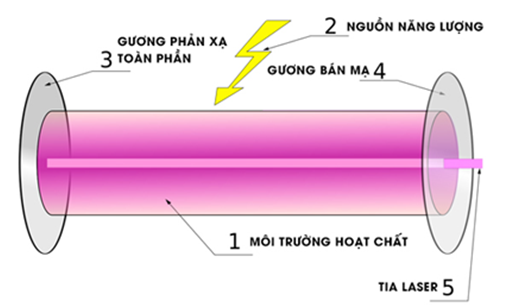 2 NGUỒN NĂNG LƯỢNG
GƯƠNG PHẢN XẠ
3 TOÀN PHẦN
GƯƠNG BÁN MẠ 4
1 MÔI TRƯỜNG HOẠT CHẤT
TIA LASER 5